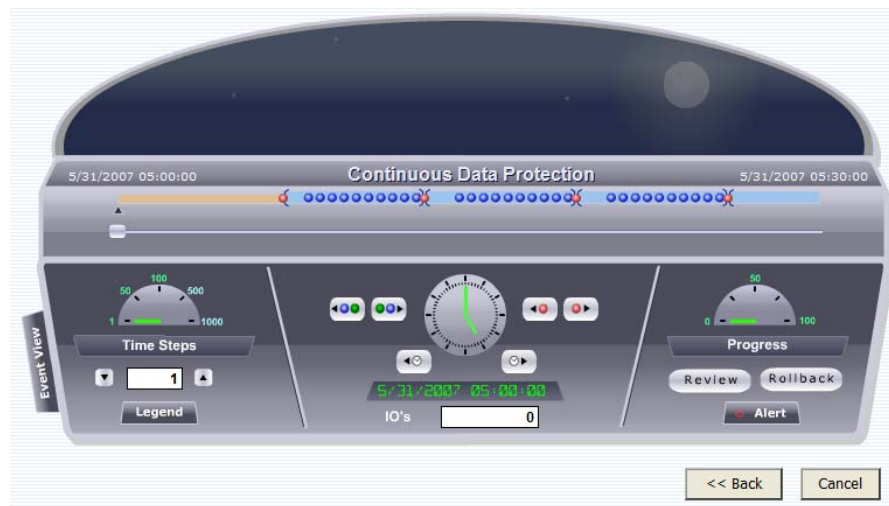 5/31/2007 05:00:00
Continuous Data Protection
5/31/2007 05:30:00
1
50
100
500
1000
Time Steps
1
Legend
Event View
5/31/2007 05:00:00
IO's
0
0
50
100
Progress
Review
Rollback
Alert
<< Back
Cancel